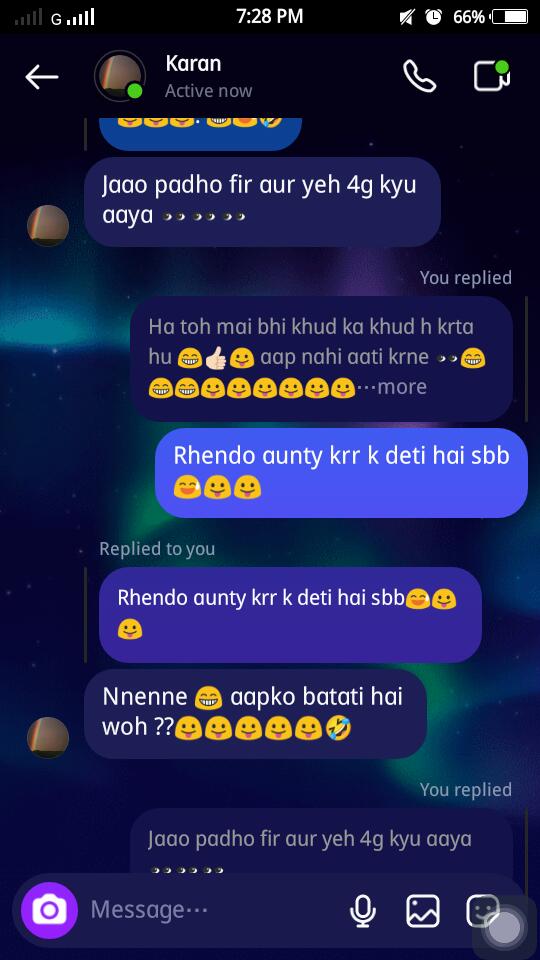 G 7:28 PM 66%
Karan
Active now
😛😛😛. 😁😅🤣
Jaao padho fir aur yeh 4g kyu
aaya 👀👀👀
You replied
Ha toh mai bhi khud ka khud h krta
hu 😁👍🏻😛 aap nahi aati krne 👀😁
😁😁😛😛😛😛😛😛···more
Rhendo aunty krr k deti hai sbb
😅😛😛
Replied to you
Rhendo aunty krr k deti hai sbb😅😛
😛
Nnenne 😁 aapko batati hai
woh ??😛😛😛😛😛🤣
You replied
Jaao padho fir aur yeh 4g kyu aaya
👀👀👀
Message···